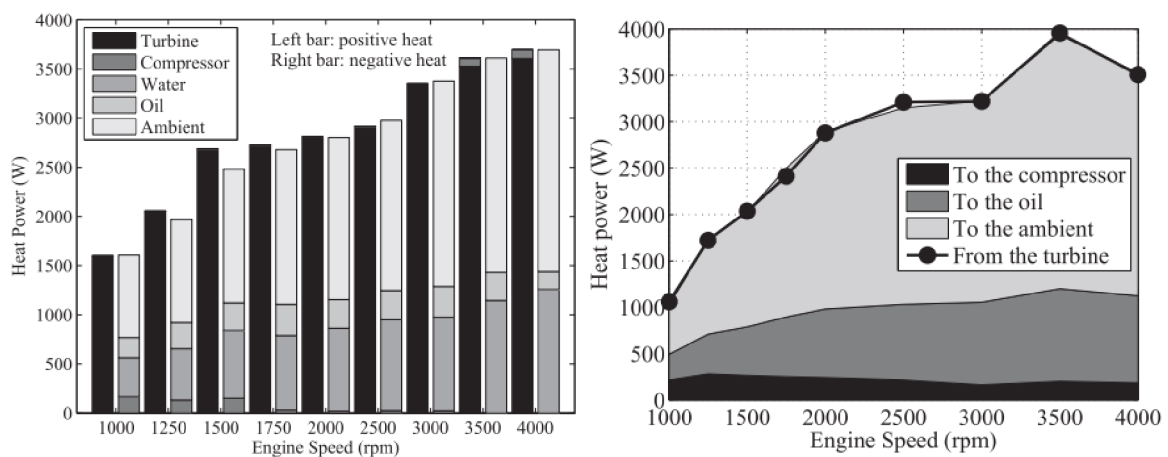 4000
3500
3000
2500
2000
1500
1000
500
0
Heat Power (W)
Turbine
Compressor
Water
Oil
Ambient
Left bar: positive heat
Right bar: negative heat
1000 1250 1500 1750 2000 2500 3000 3500 4000
Engine Speed (rpm)
4000
3500
3000
2500
2000
1500
1000
500
0
Heat power (W)
To the compressor
To the oil
To the ambient
From the turbine
1000 1500 2000 2500 3000 3500 4000
Engine Speed (rpm)